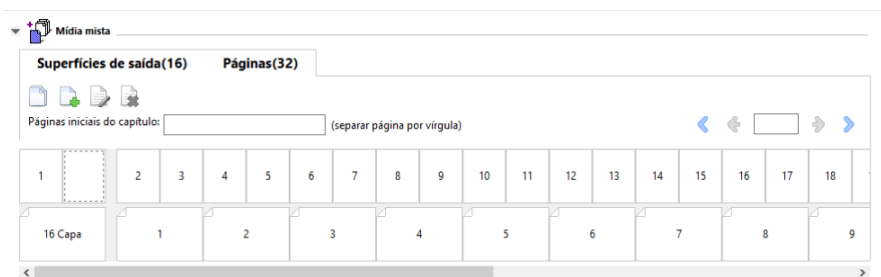 Mídia mista
Superfícies de saída(16) Páginas(32)
Páginas iniciais do capítulo: (separar página por vírgula)
1 2 3 4 5 6 7 8 9 10 11 12 13 14 15 16 17 18
16 Capa 1 2 3 4 5 6 7 8 9